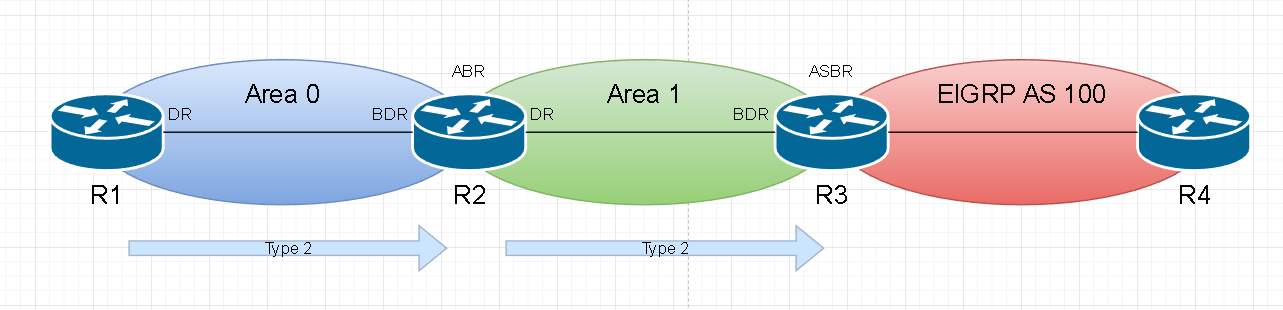 ABR
ASBR
Area 0
Area 1
EIGRP AS 100
DR
BDR
DR
BDR
R1
R2
R3
R4
Type 2
Type 2